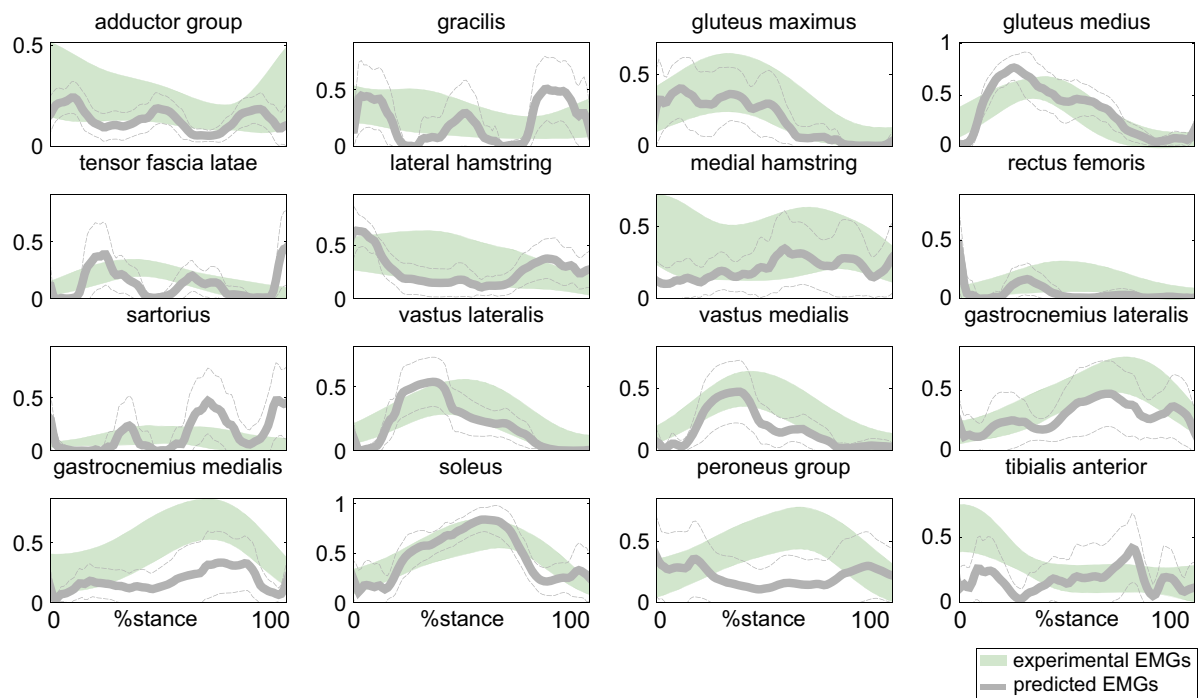 adductor group gracilis gluteus maximus gluteus medius
0.5 0.5 0.5 1
0.5
0 0 0 0
tensor fascia latae lateral hamstring medial hamstring rectus femoris
0.5 0.5 0.5 0.5
0 0 0 0
sartorius vastus lateralis vastus medialis gastrocnemius lateralis
0.5 0.5 0.5 0.5
0 0 0 0
gastrocnemius medialis soleus peroneus group tibialis anterior
1
0.5 0.5 0.5 0.5
0 0 0 0
0 %stance 100 0 %stance 100 0 %stance 100 0 %stance 100
experimental EMGs
predicted EMGs